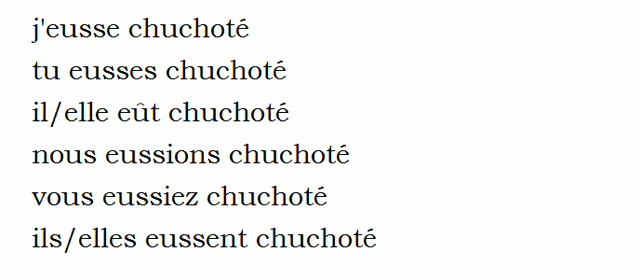 j'eusse chuchoté
tu eusses chuchoté
il/elle eût chuchoté
nous eussions chuchoté
vous eussiez chuchoté
ils/elles eussent chuchoté